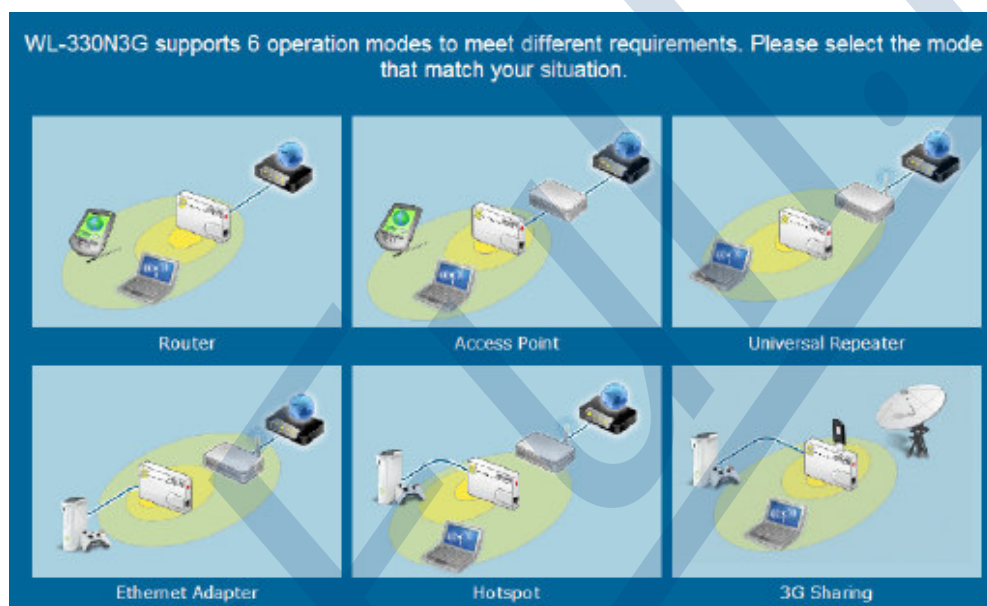 WL-330N3G supports 6 operation modes to meet different requirements. Please select the mode
that match your situation.
Router
Access Point
Universal Repeater
Ethernet Adapter
Hotspot
3G Sharing